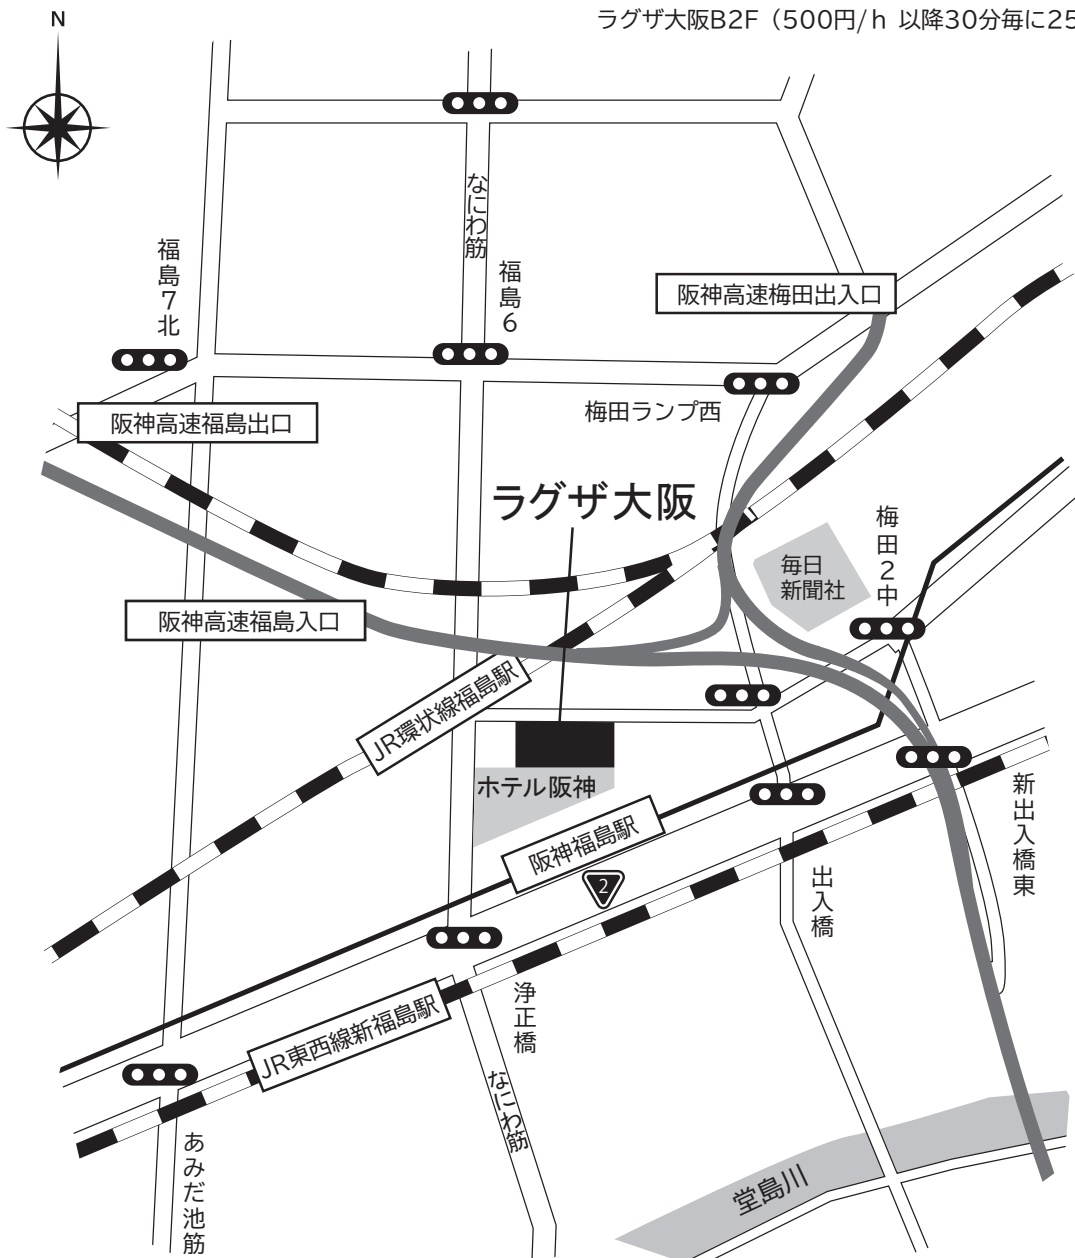 ラグザ大阪B2F（500円/h 以降30分毎に25
N
なにわ筋
福島7北
福島6
阪神高速梅田出入口
梅田ランプ西
阪神高速福島出口
ラグザ大阪
梅田2中
毎日
新聞社
阪神高速福島入口
JR環状線福島駅
ホテル阪神
阪神福島駅
2
新出入橋東
出入橋
浄正橋
JR東西線新福島駅
なにわ筋
あみだ池筋
堂島川